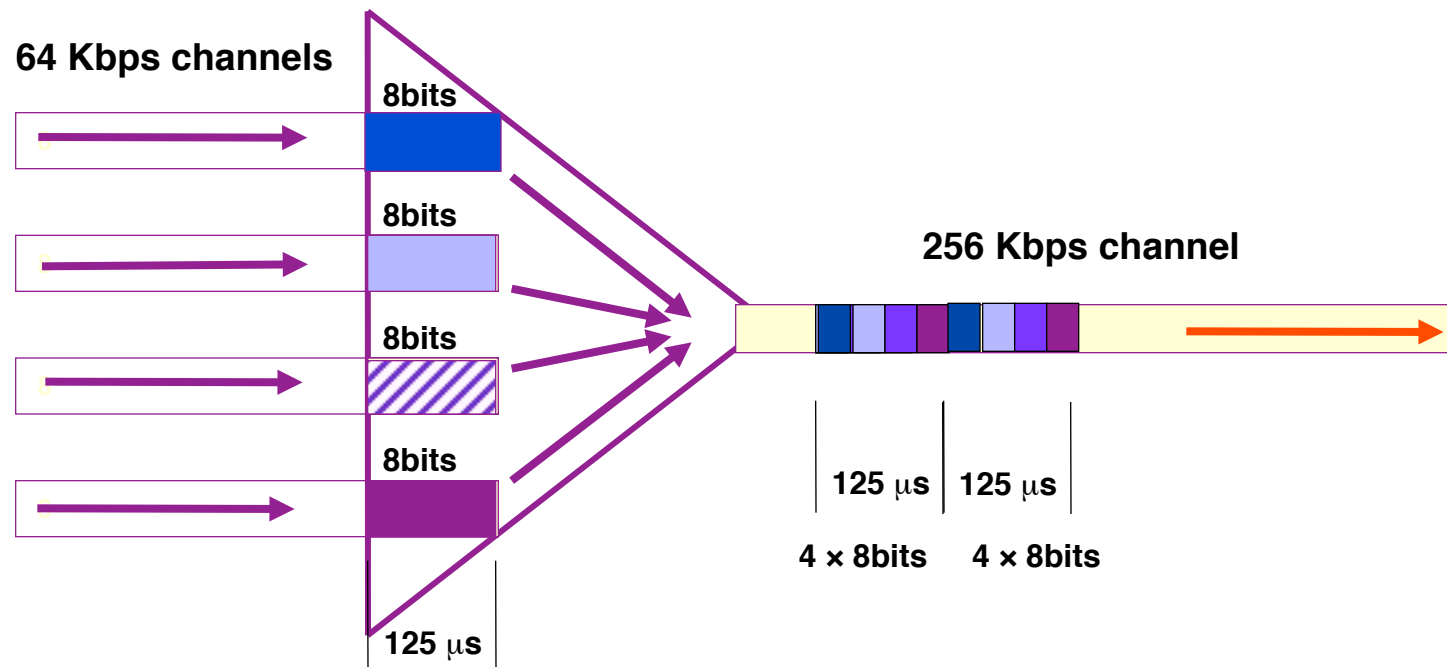 64 Kbps channels
8bits
8bits
8bits
8bits
125 μs
256 Kbps channel
125 μs 125 μs
4 × 8bits 4 × 8bits